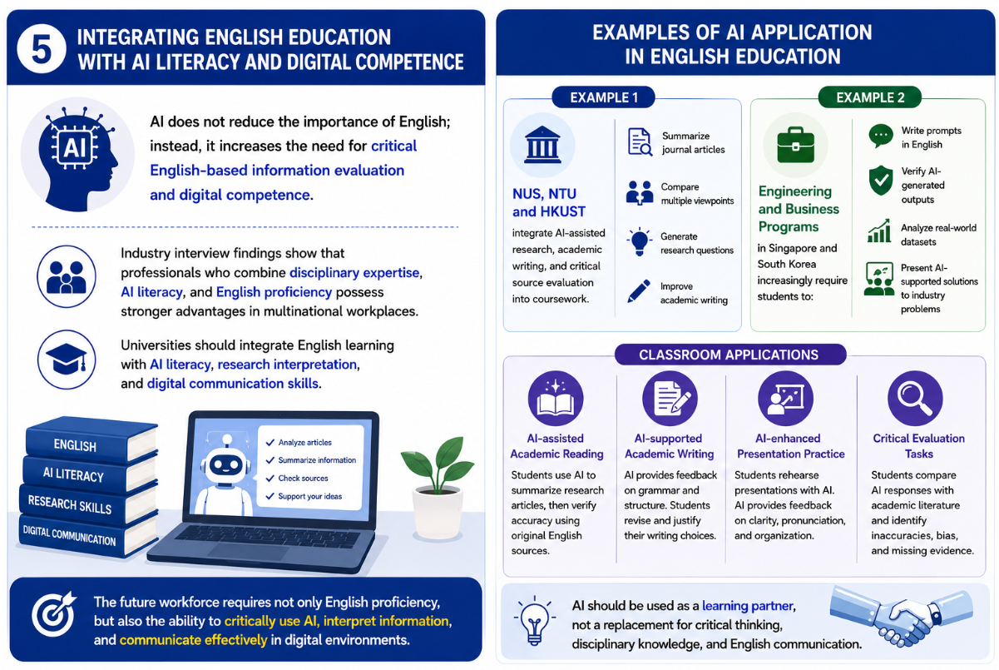 5
INTEGRATING ENGLISH EDUCATION
WITH AI LITERACY AND DIGITAL COMPETENCE
AI
AI does not reduce the importance of English;
instead, it increases the need for critical
English-based information evaluation
and digital competence.
Industry interview findings show that
professionals who combine disciplinary expertise,
AI literacy, and English proficiency possess
stronger advantages in multinational workplaces.
Universities should integrate English learning
with AI literacy, research interpretation,
and digital communication skills.
ENGLISH
AI LITERACY
RESEARCH SKILLS
DIGITAL COMMUNICATION
Analyze articles
Summarize information
Check sources
Support your ideas
The future workforce requires not only English proficiency,
but also the ability to critically use AI, interpret information,
and communicate effectively in digital environments.
EXAMPLES OF AI APPLICATION
IN ENGLISH EDUCATION
EXAMPLE 1
NUS, NTU
and HKUST
integrate AI-assisted
research, academic
writing, and critical
source evaluation
into coursework.
Summarize
journal articles
Compare
multiple viewpoints
Generate
research questions
Improve
academic writing
EXAMPLE 2
Engineering
and Business
Programs
in Singapore and
South Korea
increasingly require
students to:
Write prompts
in English
Verify AI-
generated
outputs
Analyze real-world
datasets
Present AI-
supported solutions
to industry
problems
CLASSROOM APPLICATIONS
AI-assisted
Academic Reading
Students use AI to
summarize research
articles, then verify
accuracy using
original English
sources.
AI-supported
Academic Writing
AI provides feedback
on grammar and
structure. Students
revise and justify
their writing choices.
AI-enhanced
Presentation Practice
Students rehearse
presentations with AI.
AI provides feedback
on clarity, pronunciation,
and organization.
Critical Evaluation
Tasks
Students compare
AI responses with
academic literature
and identify
inaccuracies, bias,
and missing evidence.
AI should be used as a learning partner,
not a replacement for critical thinking,
disciplinary knowledge, and English communication.